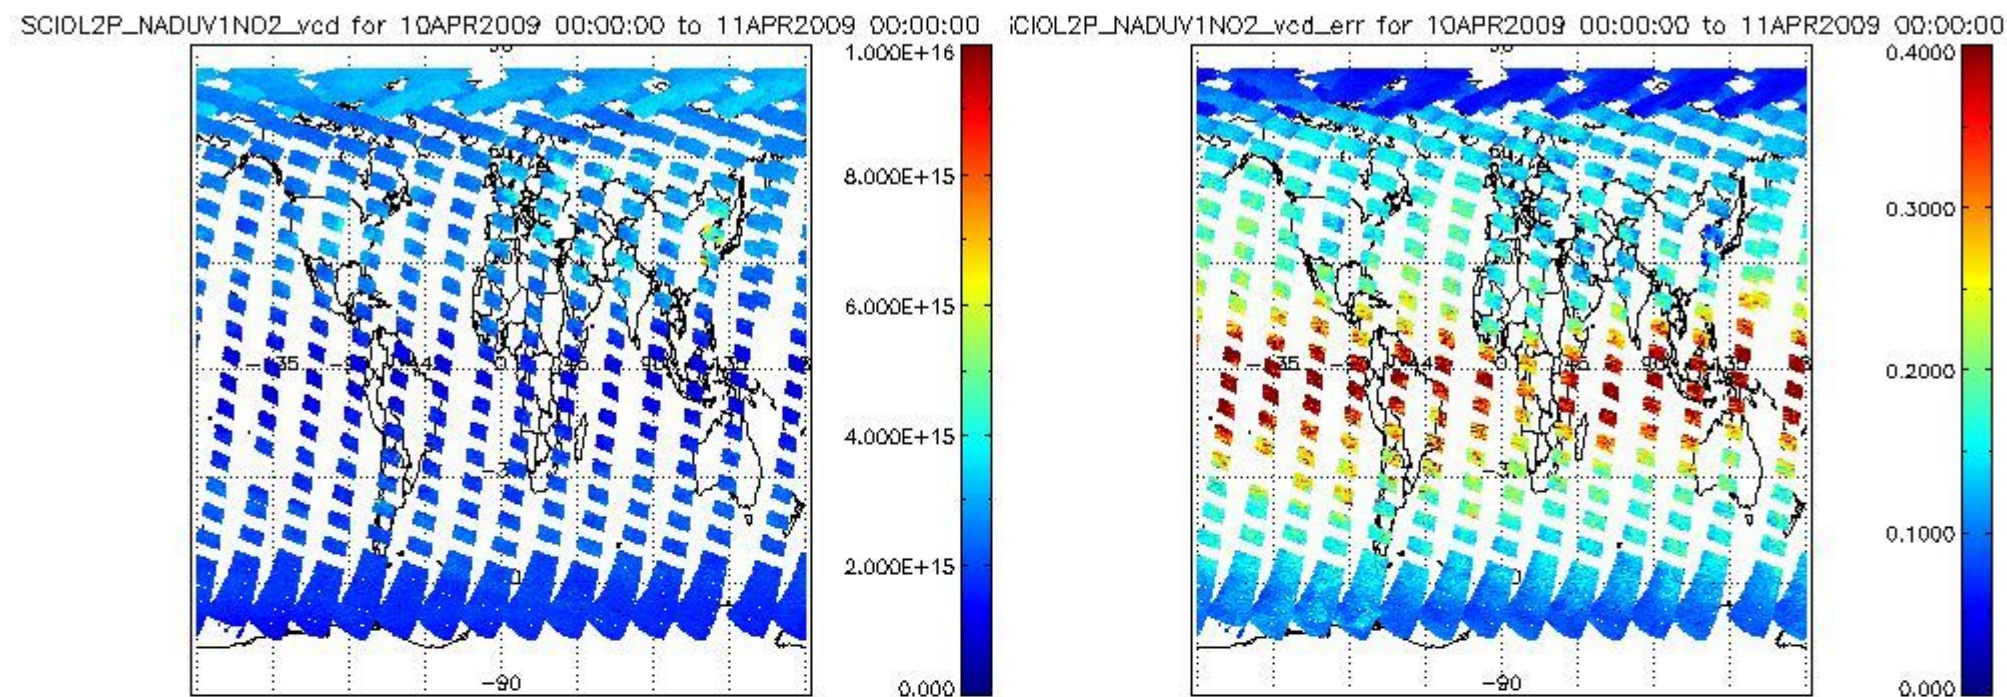 SCIOL2P_NADUV1NO2_vcd for 10APR2009 00:00:00 to 11APR2009 00:00:00
1.000E+16
8.000E+15
6.000E+15
4.000E+15
2.000E+15
0.000
-90
CIOL2P_NADUV1NO2_vcd_err for 10APR2009 00:00:00 to 11APR2009 00:00:00
0.4000
0.3000
0.2000
0.1000
0.000
-90